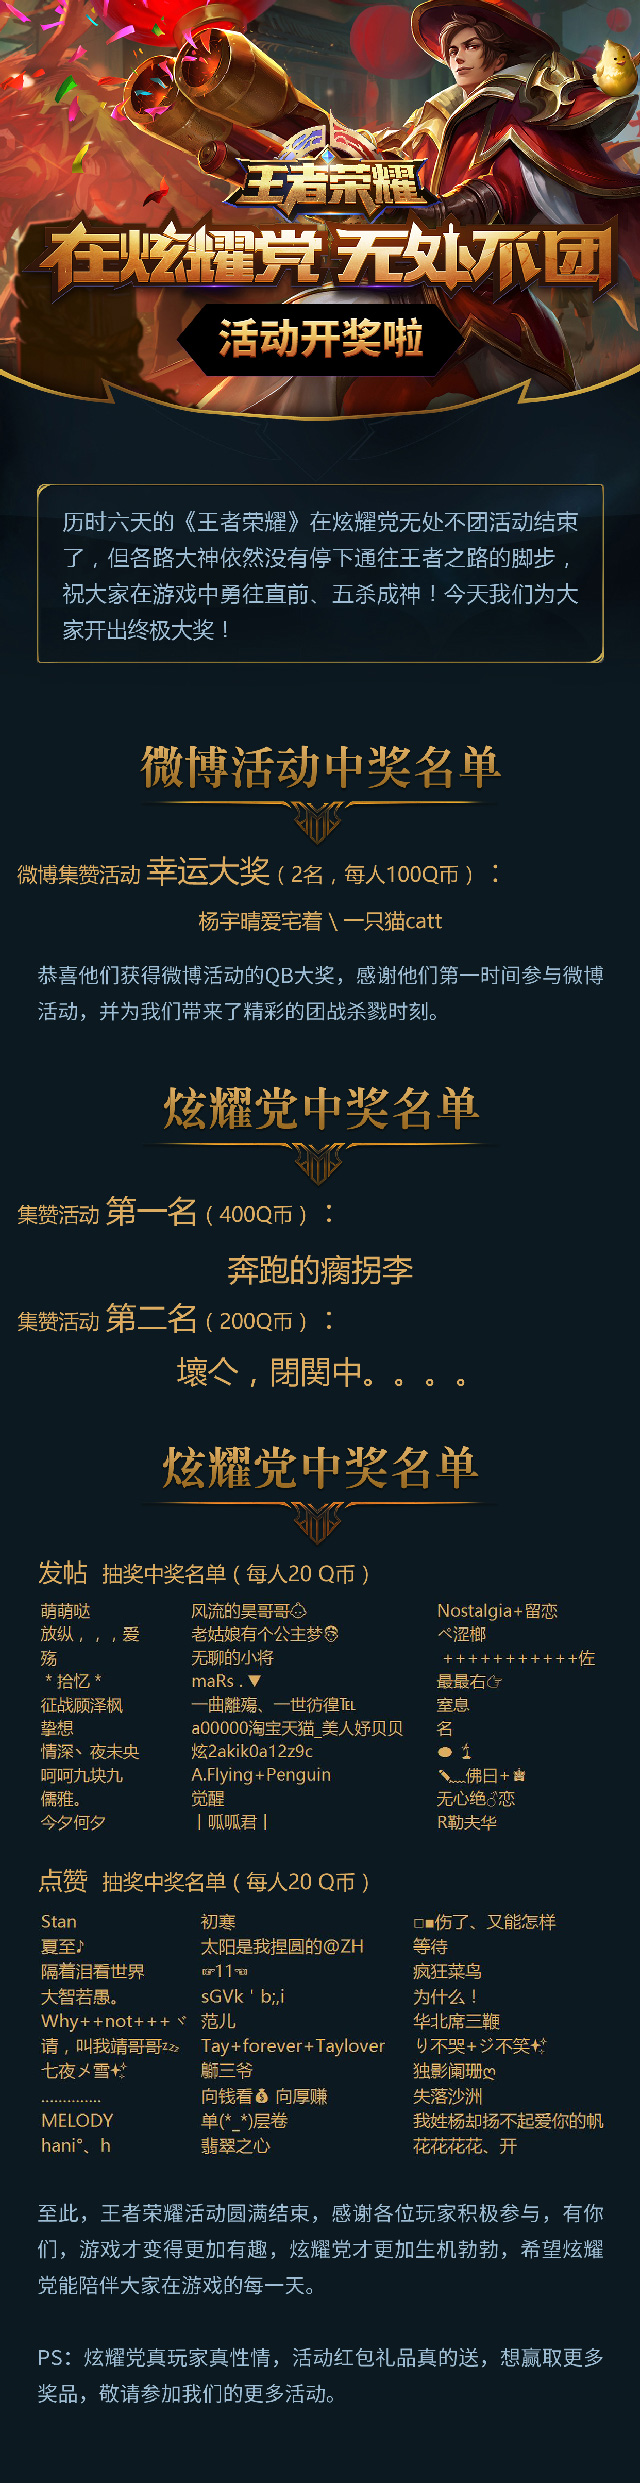 王者荣耀
在炫耀党 无处不团
活动开奖啦
历时六天的《王者荣耀》在炫耀党无处不团活动结束
了，但各路大神依然没有停下通往王者之路的脚步，
祝大家在游戏中勇往直前、五杀成神！今天我们为大
家开出终极大奖！
微博活动中奖名单
微博集赞活动 幸运大奖（2名，每人100Q币）：
杨宇晴爱宅着 \ 一只猫catt
恭喜他们获得微博活动的QB大奖，感谢他们第一时间参与微博
活动，并为我们带来了精彩的团战杀戮时刻。
炫耀党中奖名单
集赞活动 第一名（400Q币）：
奔跑的瘸拐李
集赞活动 第二名（200Q币）：
壞亽，閉関中。。。。
炫耀党中奖名单
发帖 抽奖中奖名单（每人20 Q币）
萌萌哒 风流的昊哥哥 Nostalgia+留恋
放纵，，，爱 老姑娘有个公主梦 ペ涩榔
殇 无聊的小将 +++++++++++佐
*拾忆* maRs . ▼ 最最右
征战顾泽枫 一曲離殤、一世彷徨℡ 窒息
挚想 a00000淘宝天猫_美人妤贝贝 名
情深丶夜未央 炫2akik0a12z9c
呵呵九块九 A.Flying+Penguin ﹏佛曰+
儒雅。 觉醒 无心绝恋
今夕何夕 | 呱呱君 | R勒夫华
点赞 抽奖中奖名单（每人20 Q币）
Stan 初寒 □■伤了、又能怎样
夏至♪ 太阳是我捏圆的@ZH 等待
隔着泪看世界 ☞11☜ 疯狂菜鸟
大智若愚。 sGVk ' b;,i 为什么！
Why++not+++ヾ 范儿 华北席三鞭
请，叫我靖哥哥 Tay+forever+Taylover り不哭+ジ不笑
七夜メ雪 三爷 独影阑珊ღ
.............. 向钱看💰 向厚赚 失落沙洲
MELODY 单(*_*)层卷 我姓杨却扬不起爱你的帆
hani°、h 翡翠之心 花花花花、开
至此，王者荣耀活动圆满结束，感谢各位玩家积极参与，有你
们，游戏才变得更加有趣，炫耀党才更加生机勃勃，希望炫耀
党能陪伴大家在游戏的每一天。
PS：炫耀党真玩家真性情，活动红包礼品真的送，想赢取更多
奖品，敬请参加我们的更多活动。